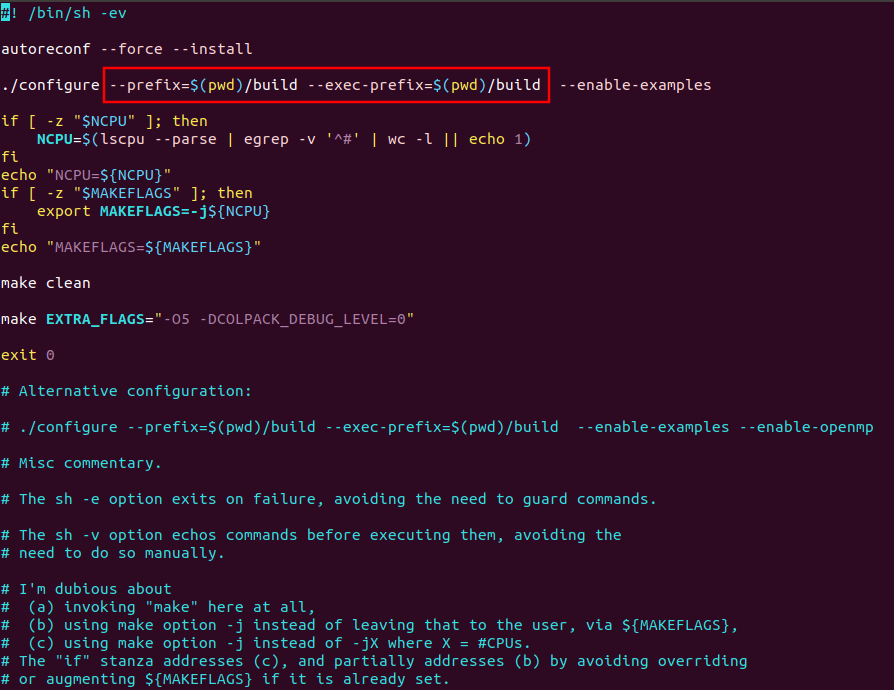 #! /bin/sh -ev
autoreconf --force --install
./configure --prefix=$(pwd)/build --exec-prefix=$(pwd)/build --enable-examples
if [ -z "$NCPU" ]; then
    NCPU=$(lscpu --parse | egrep -v '^#' | wc -l || echo 1)
fi
echo "NCPU=${NCPU}"
if [ -z "$MAKEFLAGS" ]; then
    export MAKEFLAGS=-j${NCPU}
fi
echo "MAKEFLAGS=${MAKEFLAGS}"
make clean
make EXTRA_FLAGS="-O5 -DCOLPACK_DEBUG_LEVEL=0"
exit 0
# Alternative configuration:
# ./configure --prefix=$(pwd)/build --exec-prefix=$(pwd)/build  --enable-examples --enable-openmp
# Misc commentary.
# The sh -e option exits on failure, avoiding the need to guard commands.
# The sh -v option echos commands before executing them, avoiding the
# need to do so manually.
# I'm dubious about
#  (a) invoking "make" here at all,
#  (b) using make option -j instead of leaving that to the user, via ${MAKEFLAGS},
#  (c) using make option -j instead of -jX where X = #CPUs.
# The "if" stanza addresses (c), and partially addresses (b) by avoiding overriding
# or augmenting ${MAKEFLAGS} if it is already set.